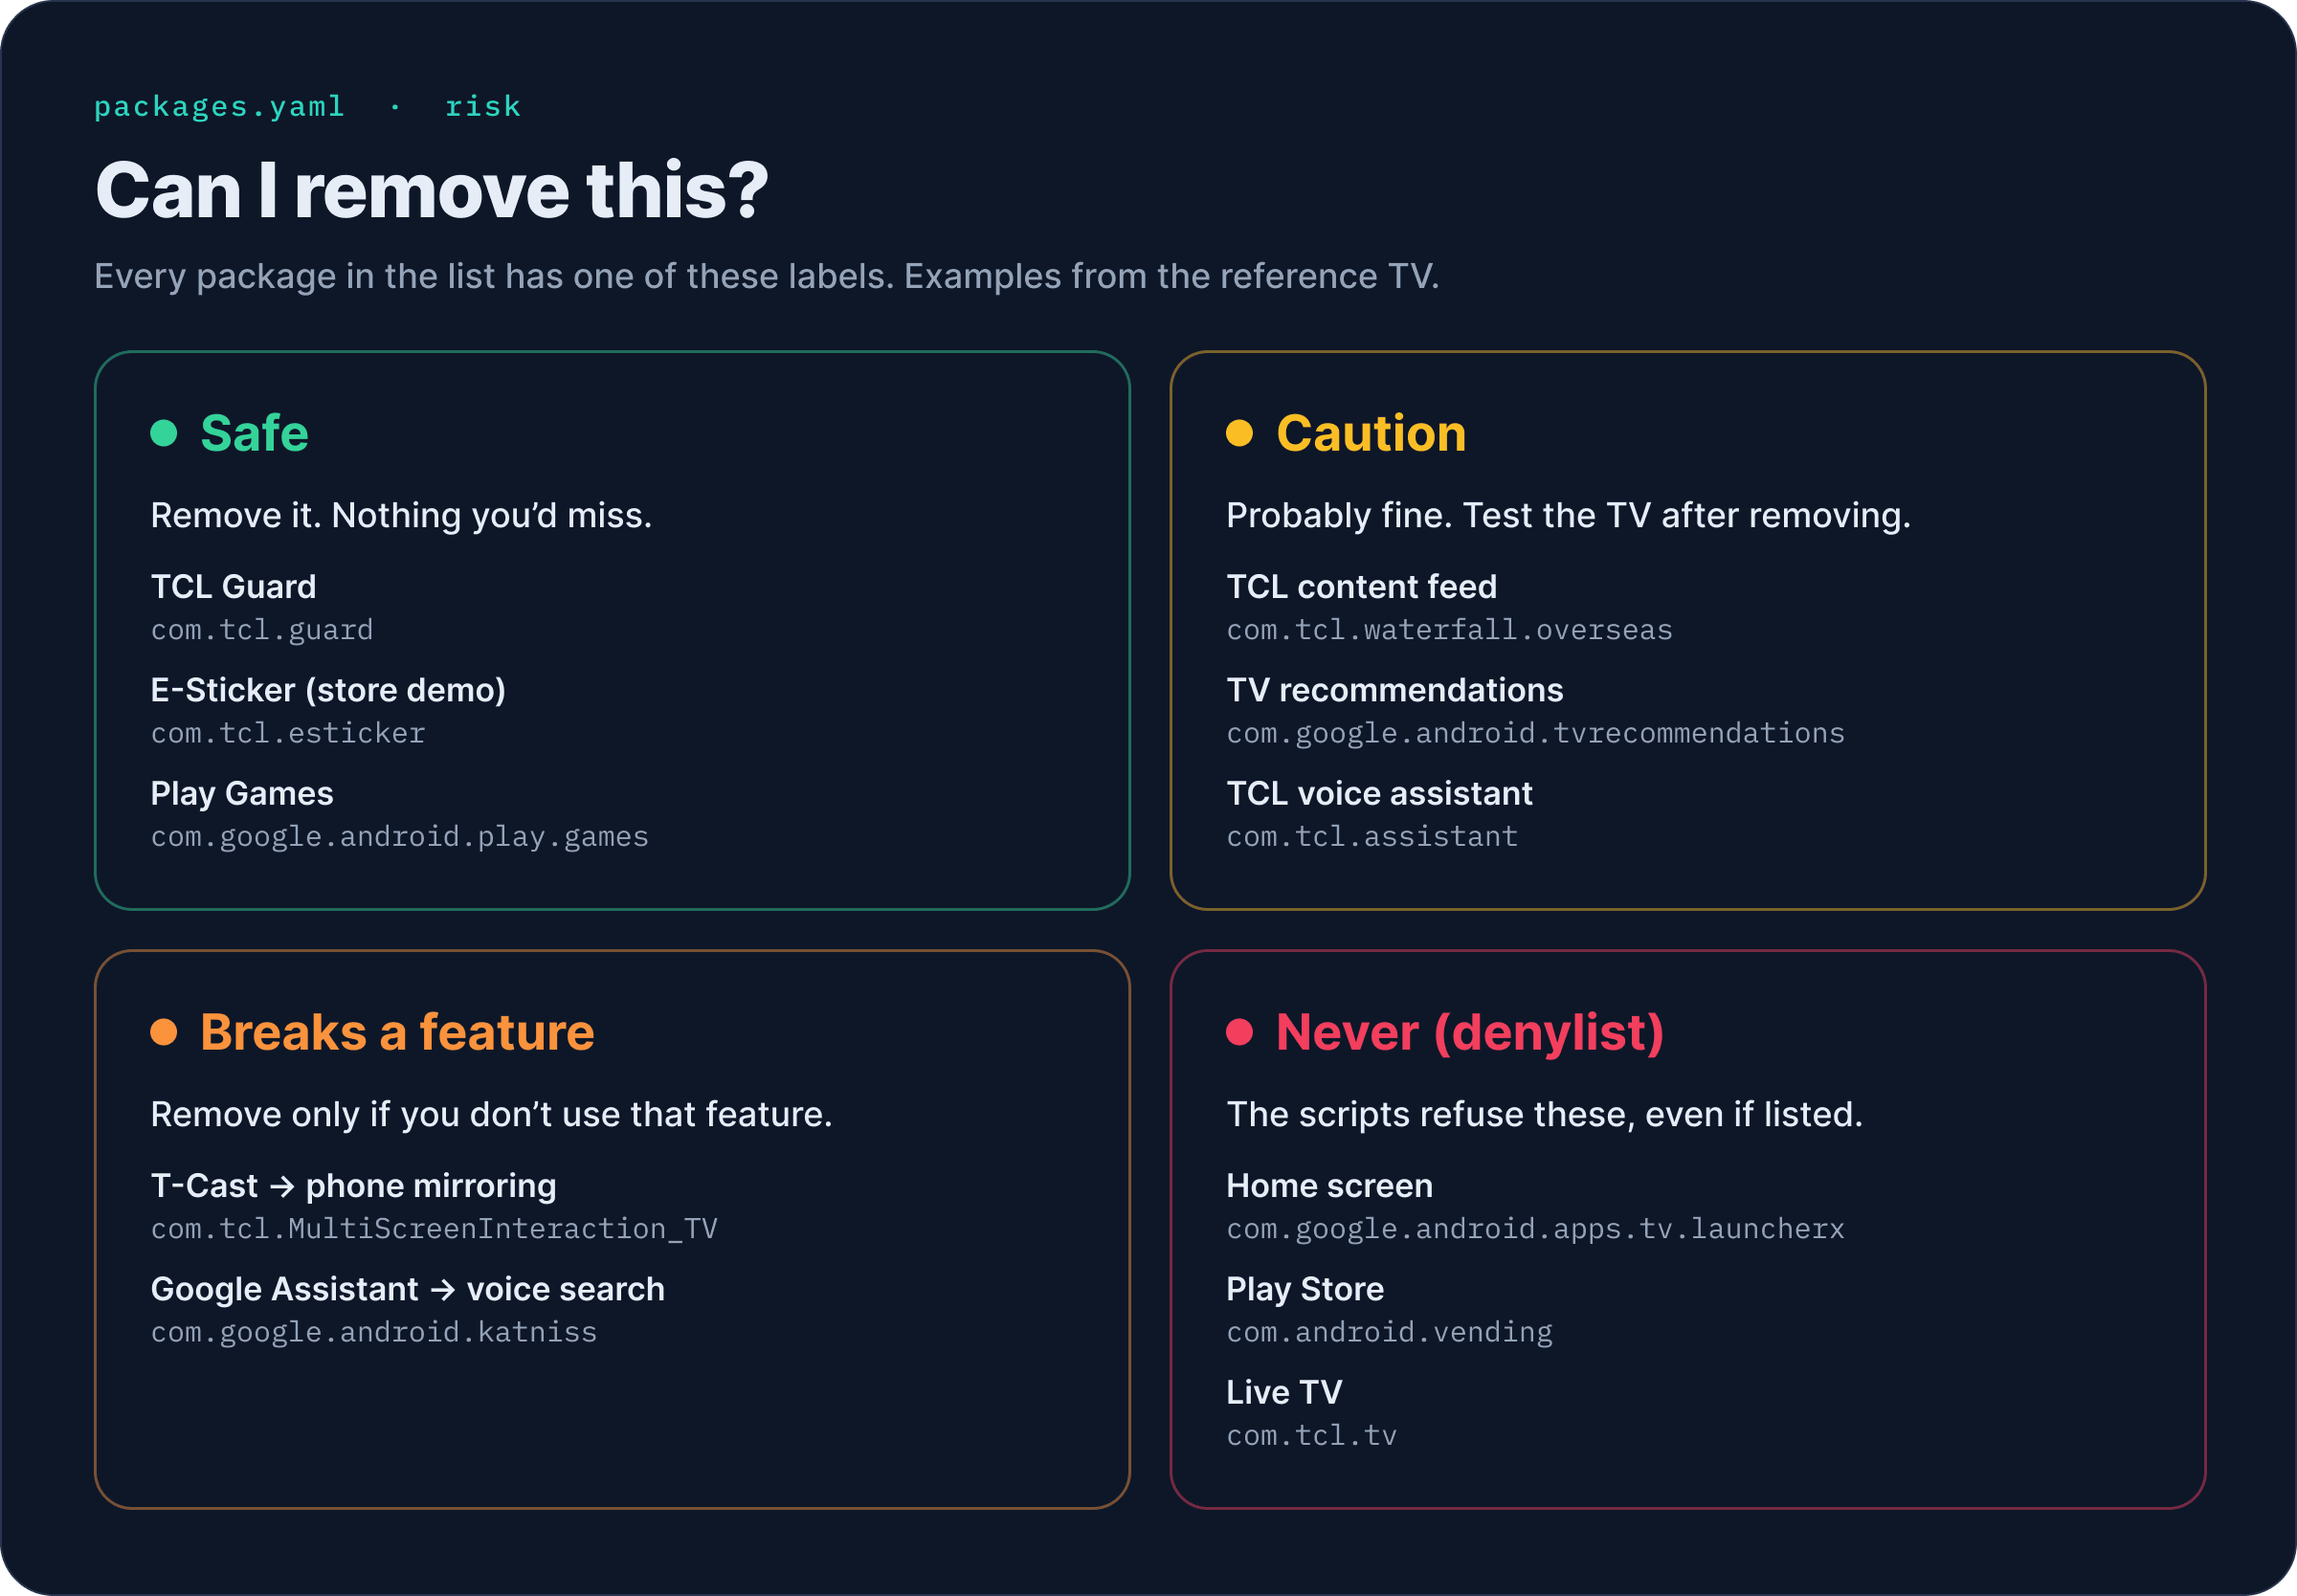 packages.yaml · risk
Can I remove this?
Every package in the list has one of these labels. Examples from the reference TV.
Safe
Remove it. Nothing you’d miss.
TCL Guard
com.tcl.guard
E-Sticker (store demo)
com.tcl.esticker
Play Games
com.google.android.play.games
Caution
Probably fine. Test the TV after removing.
TCL content feed
com.tcl.waterfall.overseas
TV recommendations
com.google.android.tvrecommendations
TCL voice assistant
com.tcl.assistant
Breaks a feature
Remove only if you don’t use that feature.
T-Cast → phone mirroring
com.tcl.MultiScreenInteraction_TV
Google Assistant → voice search
com.google.android.katniss
Never (denylist)
The scripts refuse these, even if listed.
Home screen
com.google.android.apps.tv.launcherx
Play Store
com.android.vending
Live TV
com.tcl.tv